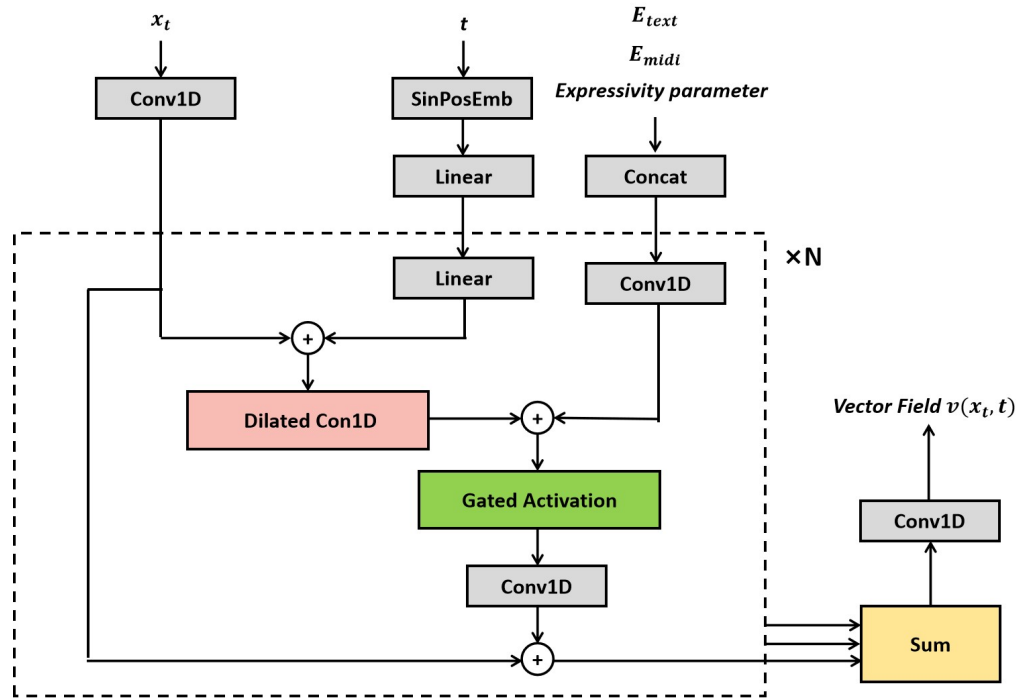 x_t
t
E_text
E_midi
Expressivity parameter
Conv1D
SinPosEmb
Linear
Concat
×N
Linear
Conv1D
+
Dilated Con1D
+
Vector Field v(x_t, t)
Gated Activation
Conv1D
Conv1D
Sum
+